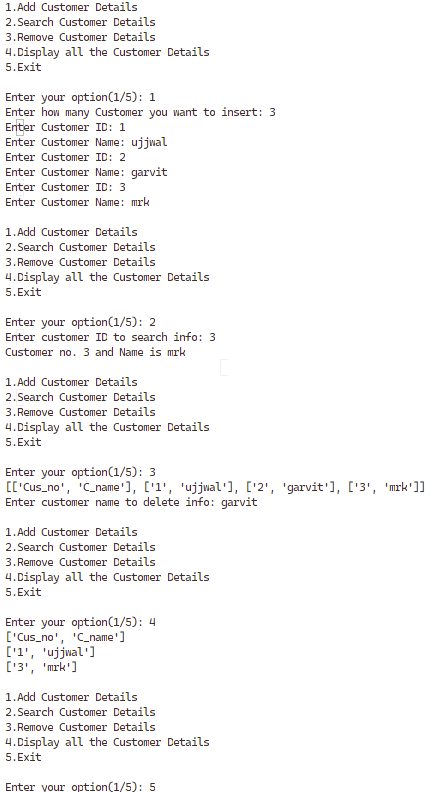 1.Add Customer Details
2.Search Customer Details
3.Remove Customer Details
4.Display all the Customer Details
5.Exit
Enter your option(1/5): 1
Enter how many Customer you want to insert: 3
Enter Customer ID: 1
Enter Customer Name: ujjwal
Enter Customer ID: 2
Enter Customer Name: garvit
Enter Customer ID: 3
Enter Customer Name: mrk
1.Add Customer Details
2.Search Customer Details
3.Remove Customer Details
4.Display all the Customer Details
5.Exit
Enter your option(1/5): 2
Enter customer ID to search info: 3
Customer no. 3 and Name is mrk
1.Add Customer Details
2.Search Customer Details
3.Remove Customer Details
4.Display all the Customer Details
5.Exit
Enter your option(1/5): 3
[['Cus_no', 'C_name'], ['1', 'ujjwal'], ['2', 'garvit'], ['3', 'mrk']]
Enter customer name to delete info: garvit
1.Add Customer Details
2.Search Customer Details
3.Remove Customer Details
4.Display all the Customer Details
5.Exit
Enter your option(1/5): 4
['Cus_no', 'C_name']
['1', 'ujjwal']
['3', 'mrk']
1.Add Customer Details
2.Search Customer Details
3.Remove Customer Details
4.Display all the Customer Details
5.Exit
Enter your option(1/5): 5